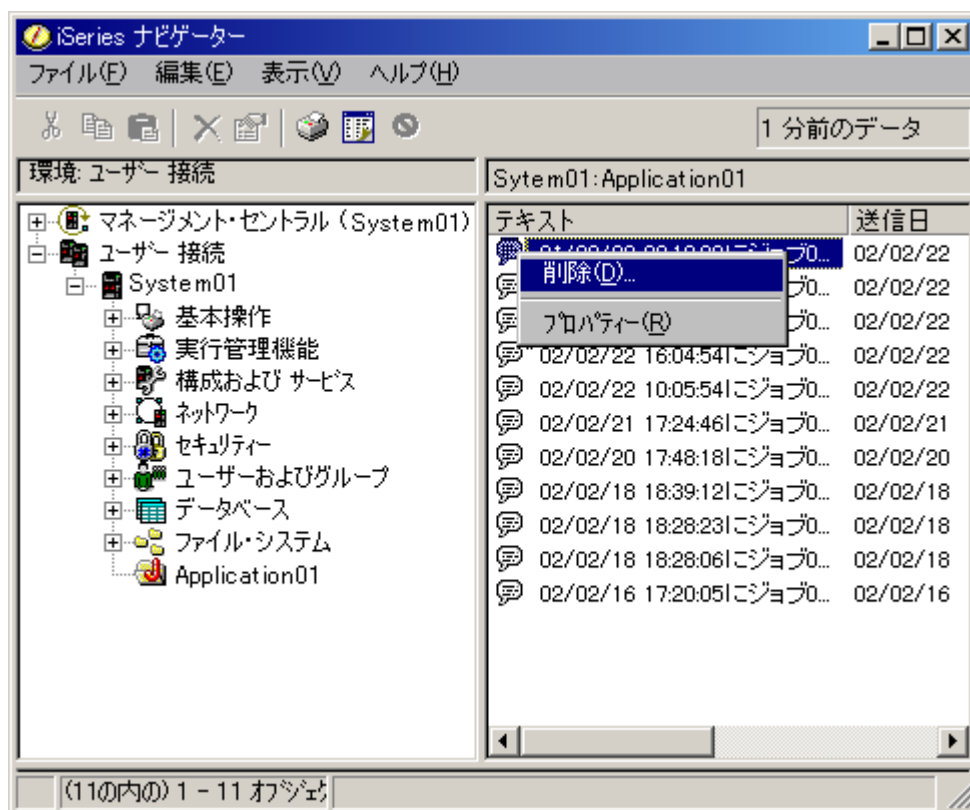 iSeries ナビゲーター
ファイル(F) 編集(E) 表示(V) ヘルプ(H)
1 分前のデータ
環境: ユーザー 接続
Sytem01:Application01
マネージメント・セントラル (System01)
ユーザー 接続
System01
基本操作
実行管理機能
構成および サービス
ネットワーク
セキュリティー
ユーザーおよびグループ
データベース
ファイル・システム
Application01
テキスト 送信日
ブ0... 02/02/22
削除(D)...
ブ0... 02/02/22
プロパティー(R)
ブ0... 02/02/22
02/02/22 16:04:54にジョブ0... 02/02/22
02/02/22 10:05:54にジョブ0... 02/02/22
02/02/21 17:24:46にジョブ0... 02/02/21
02/02/20 17:48:18にジョブ0... 02/02/20
02/02/18 18:39:12にジョブ0... 02/02/18
02/02/18 18:28:23にジョブ0... 02/02/18
02/02/18 18:28:06にジョブ0... 02/02/18
02/02/16 17:20:05にジョブ0... 02/02/16
(11の内の) 1 - 11 オブジェク